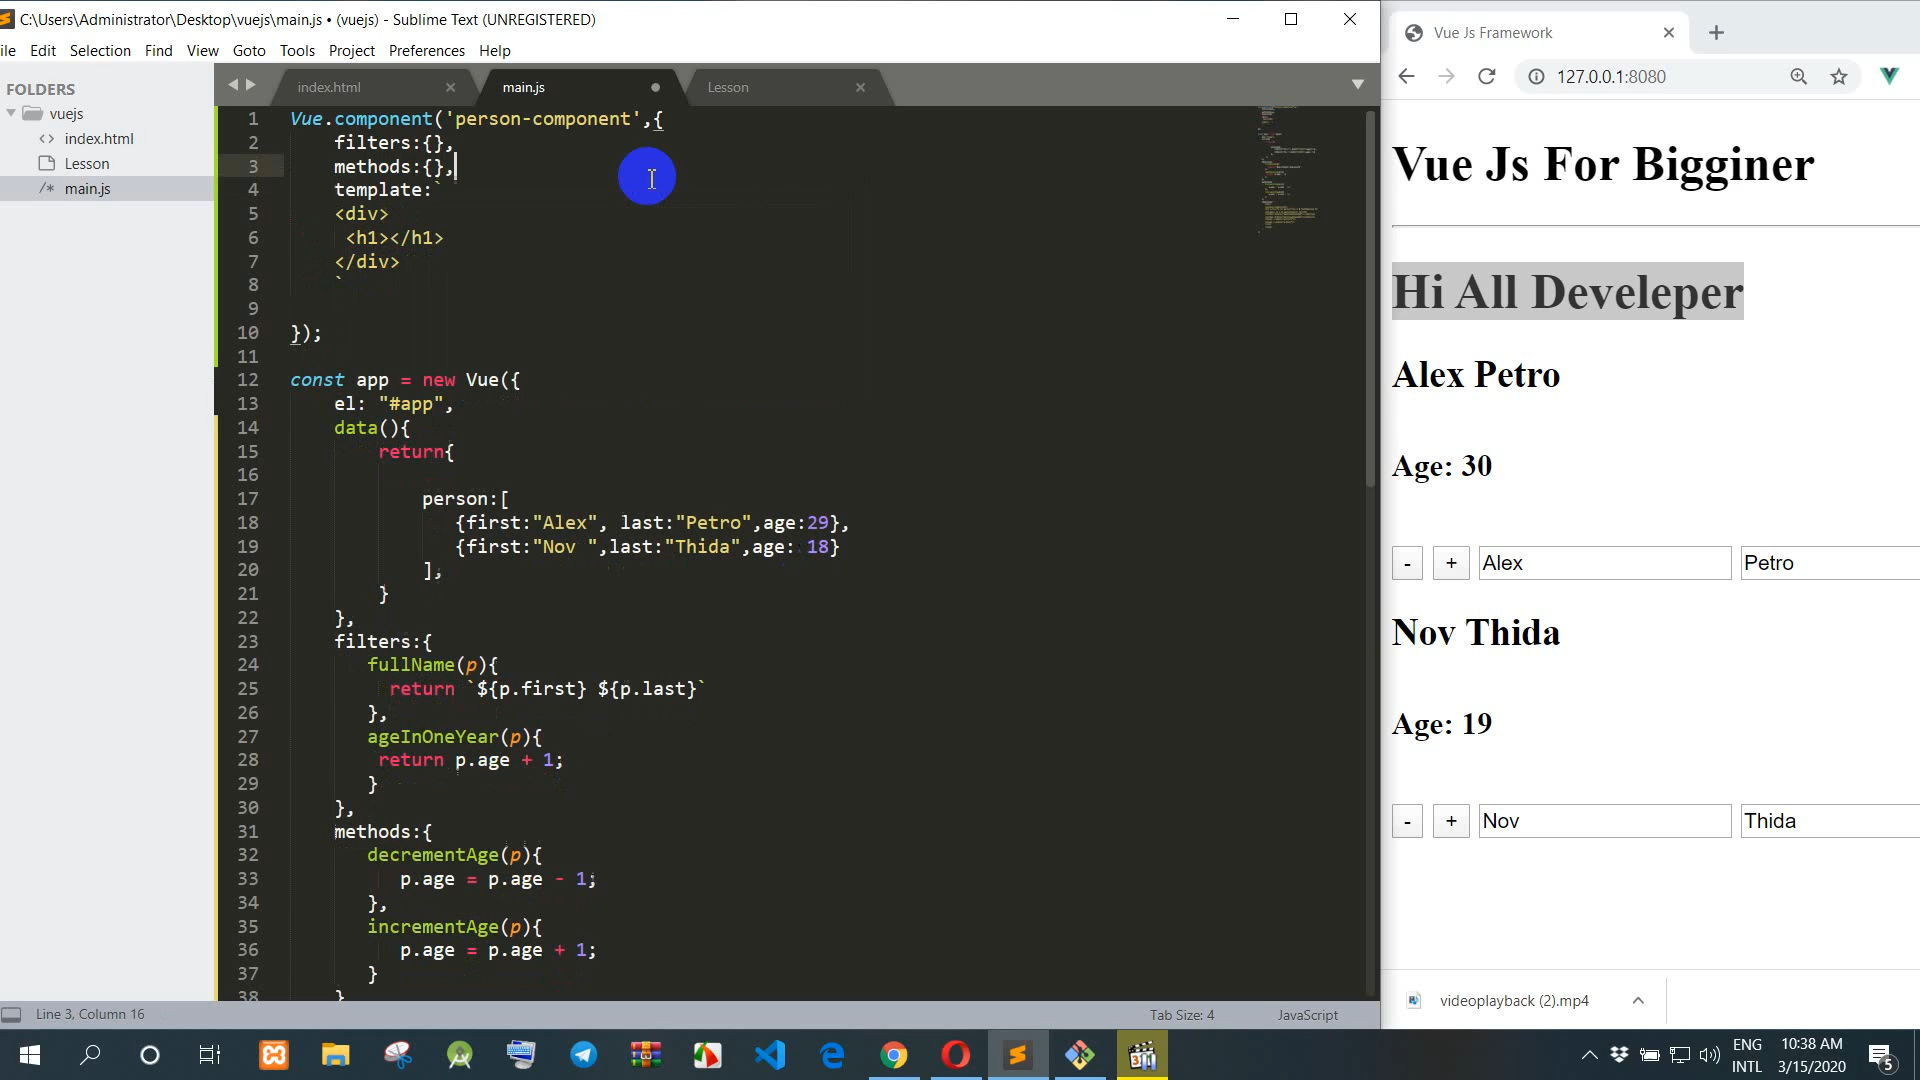 C:\Users\Administrator\Desktop\vuejs\main.js • (vuejs) - Sublime Text (UNREGISTERED)
ile Edit Selection Find View Goto Tools Project Preferences Help
FOLDERS
vuejs
<> index.html
Lesson
/* main.js
index.html
main.js
Lesson
1 Vue.component('person-component',{
2 filters:{},
3 methods:{},
4 template:`
5 <div>
6 <h1></h1>
7 </div>
8 `
9
10 });
11
12 const app = new Vue({
13 el: "#app",
14 data(){
15 return{
16
17 person:[
18 {first:"Alex", last:"Petro",age:29},
19 {first:"Nov ",last:"Thida",age: 18}
20 ],
21 }
22 },
23 filters:{
24 fullName(p){
25 return `${p.first} ${p.last}`
26 },
27 ageInOneYear(p){
28 return p.age + 1;
29 }
30 },
31 methods:{
32 decrementAge(p){
33 p.age = p.age - 1;
34 },
35 incrementAge(p){
36 p.age = p.age + 1;
37 }
38 }
Line 3, Column 16
Tab Size: 4
JavaScript
Vue Js Framework
127.0.0.1:8080
Vue Js For Bigginer
Hi All Develeper
Alex Petro
Age: 30
- + Alex Petro
Nov Thida
Age: 19
- + Nov Thida
videoplayback (2).mp4
ENG
INTL
10:38 AM
3/15/2020
5